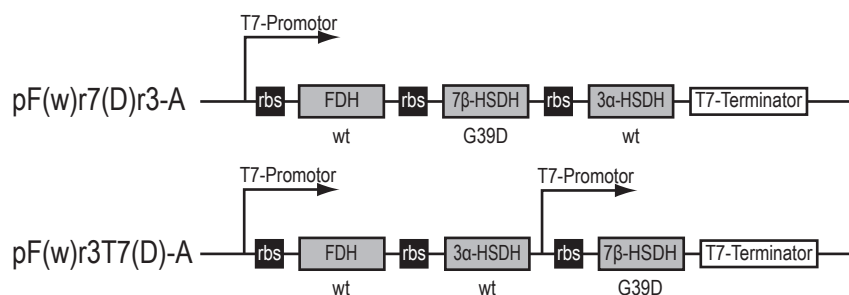 T7-Promotor
pF(w)r7(D)r3-A rbs FDH rbs 7β-HSDH rbs 3α-HSDH T7-Terminator
wt G39D wt
T7-Promotor T7-Promotor
pF(w)r3T7(D)-A rbs FDH rbs 3α-HSDH rbs 7β-HSDH T7-Terminator
wt wt G39D